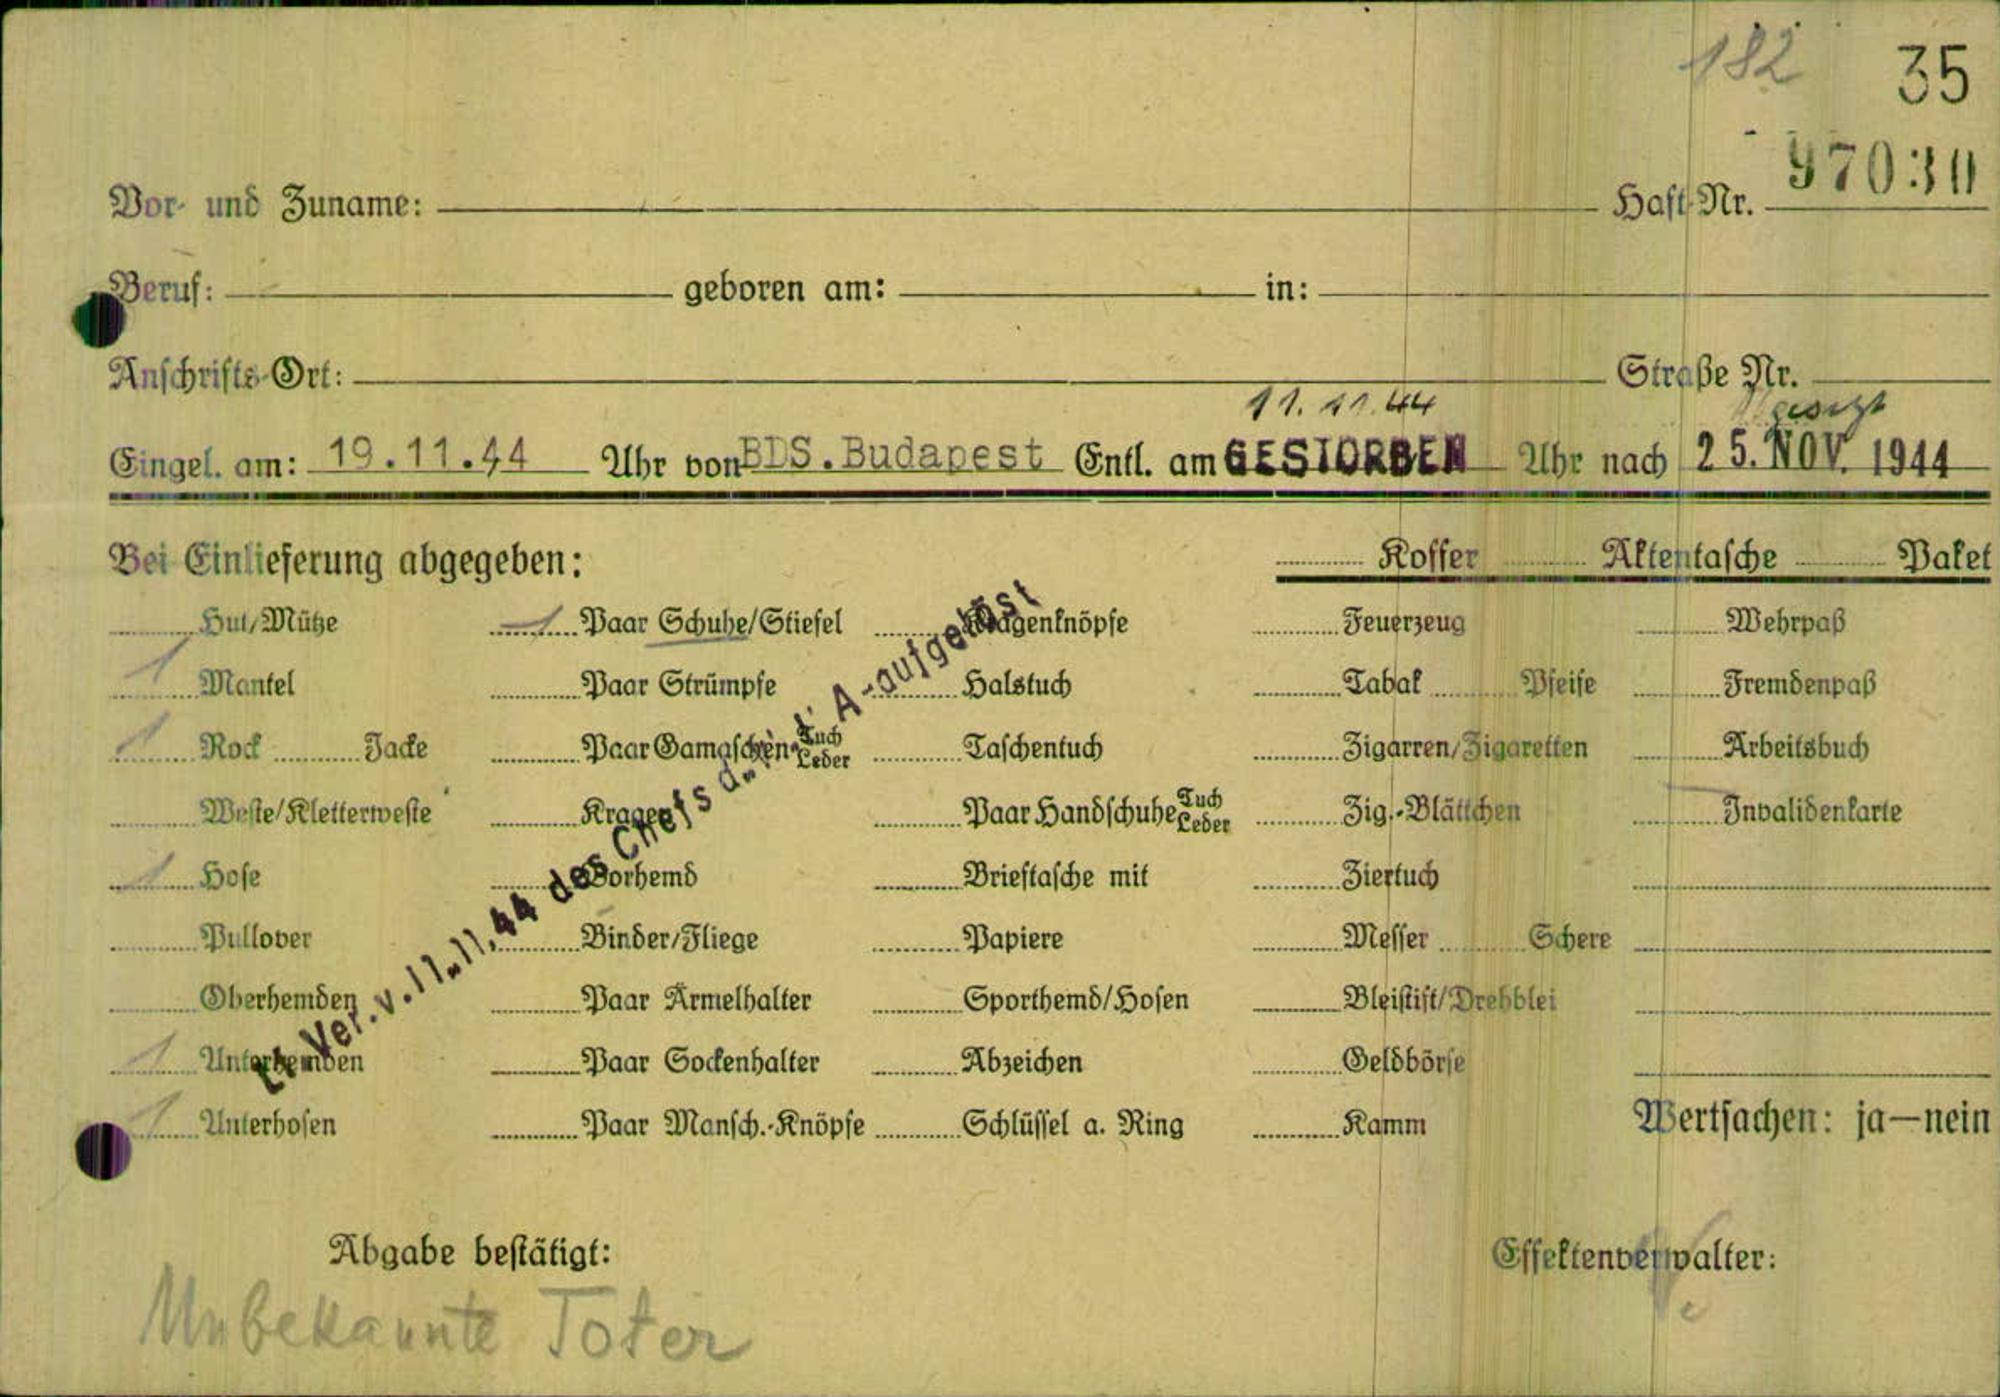 182 35
97030
Vor- und Zuname: Haft-Nr.
Beruf: geboren am: in:
Anschrifts-Ort: Straße Nr.
11.11.44
Eingel. am: 19.11.44 Uhr von BDS.Budapest Entl. am GESTORBEN Uhr nach 25. NOV. 1944
Bei Einlieferung abgegeben: Koffer Aktentasche Paket
Hut/Mütze 1 Paar Schuhe/Stiefel Kragenknöpfe Feuerzeug Wehrpaß
1 Mantel Paar Strümpfe Halstuch Tabak Pfeife Fremdenpaß
1 Rock Jacke Paar Gamaschen Tuch Leder Taschentuch Zigarren/Zigaretten Arbeitsbuch
Weste/Kletterweste Kragen Paar Handschuhe Tuch Leder Zig.-Blättchen Invalidenkarte
1 Hose Vorhemd Brieftasche mit Ziertuch
Pullover Binder/Fliege Papiere Messer Schere
Oberhemden Paar Ärmelhalter Sporthemd/Hosen Bleistift/Drehblei
1 Unterhemden Paar Sockenhalter Abzeichen Geldbörse
1 Unterhosen Paar Mansch.-Knöpfe Schlüssel a. Ring Kamm Wertsachen: ja—nein
Ver.v.11.11.44 des Chefs d. A-aufgelöst
Abgabe bestätigt: Effektenverwalter:
Unbekannte Toter